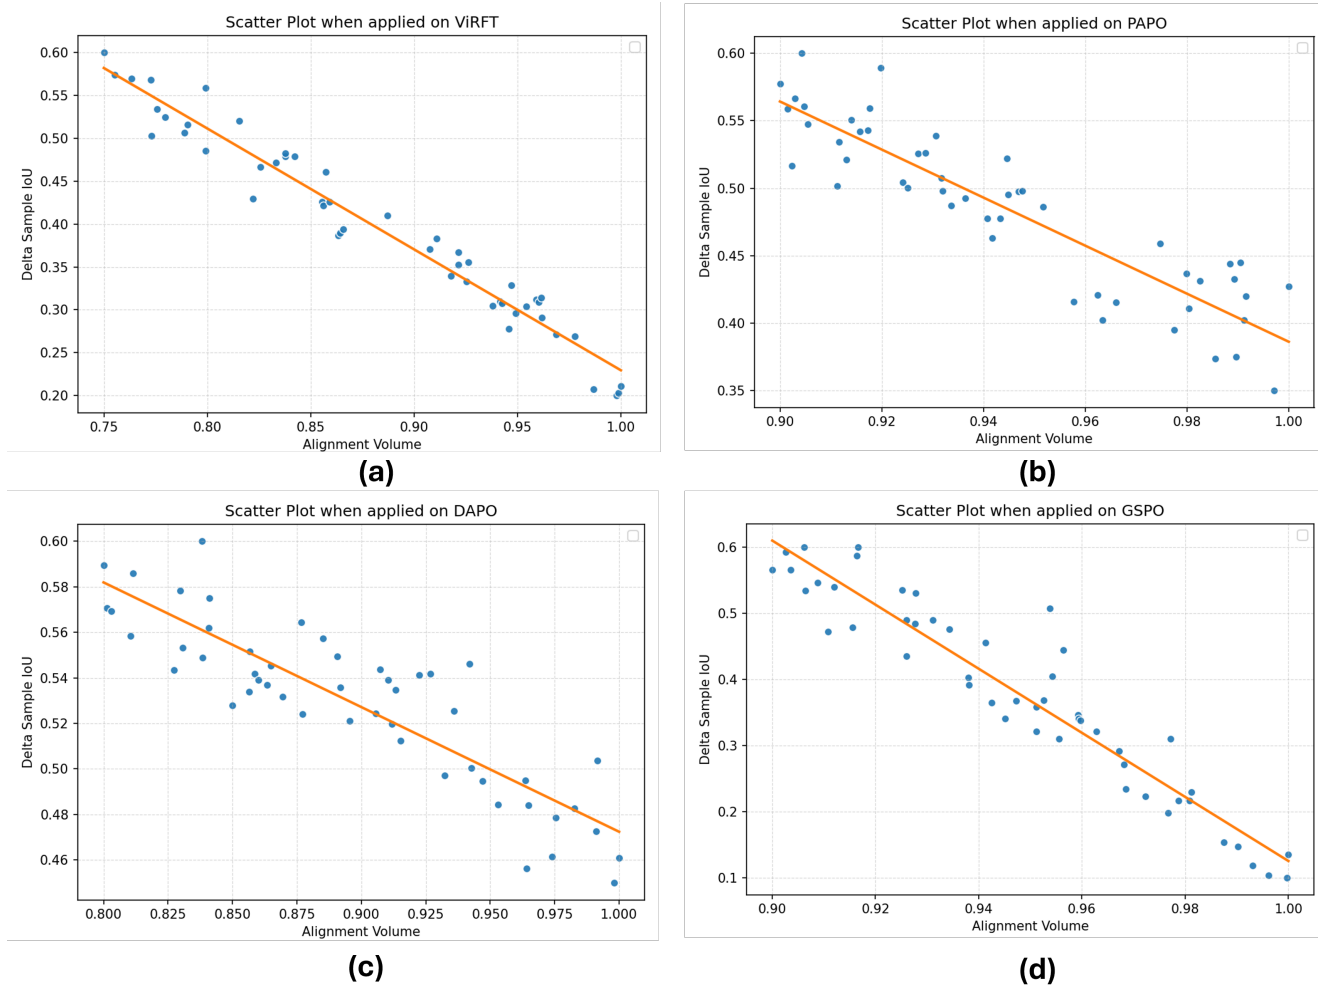 Scatter Plot when applied on ViRFT
Delta Sample IoU
0.60
0.55
0.50
0.45
0.40
0.35
0.30
0.25
0.20
0.75 0.80 0.85 0.90 0.95 1.00
Alignment Volume
(a)
Scatter Plot when applied on PAPO
Delta Sample IoU
0.60
0.55
0.50
0.45
0.40
0.35
0.90 0.92 0.94 0.96 0.98 1.00
Alignment Volume
(b)
Scatter Plot when applied on DAPO
Delta Sample IoU
0.60
0.58
0.56
0.54
0.52
0.50
0.48
0.46
0.800 0.825 0.850 0.875 0.900 0.925 0.950 0.975 1.000
Alignment Volume
(c)
Scatter Plot when applied on GSPO
Delta Sample IoU
0.6
0.5
0.4
0.3
0.2
0.1
0.90 0.92 0.94 0.96 0.98 1.00
Alignment Volume
(d)